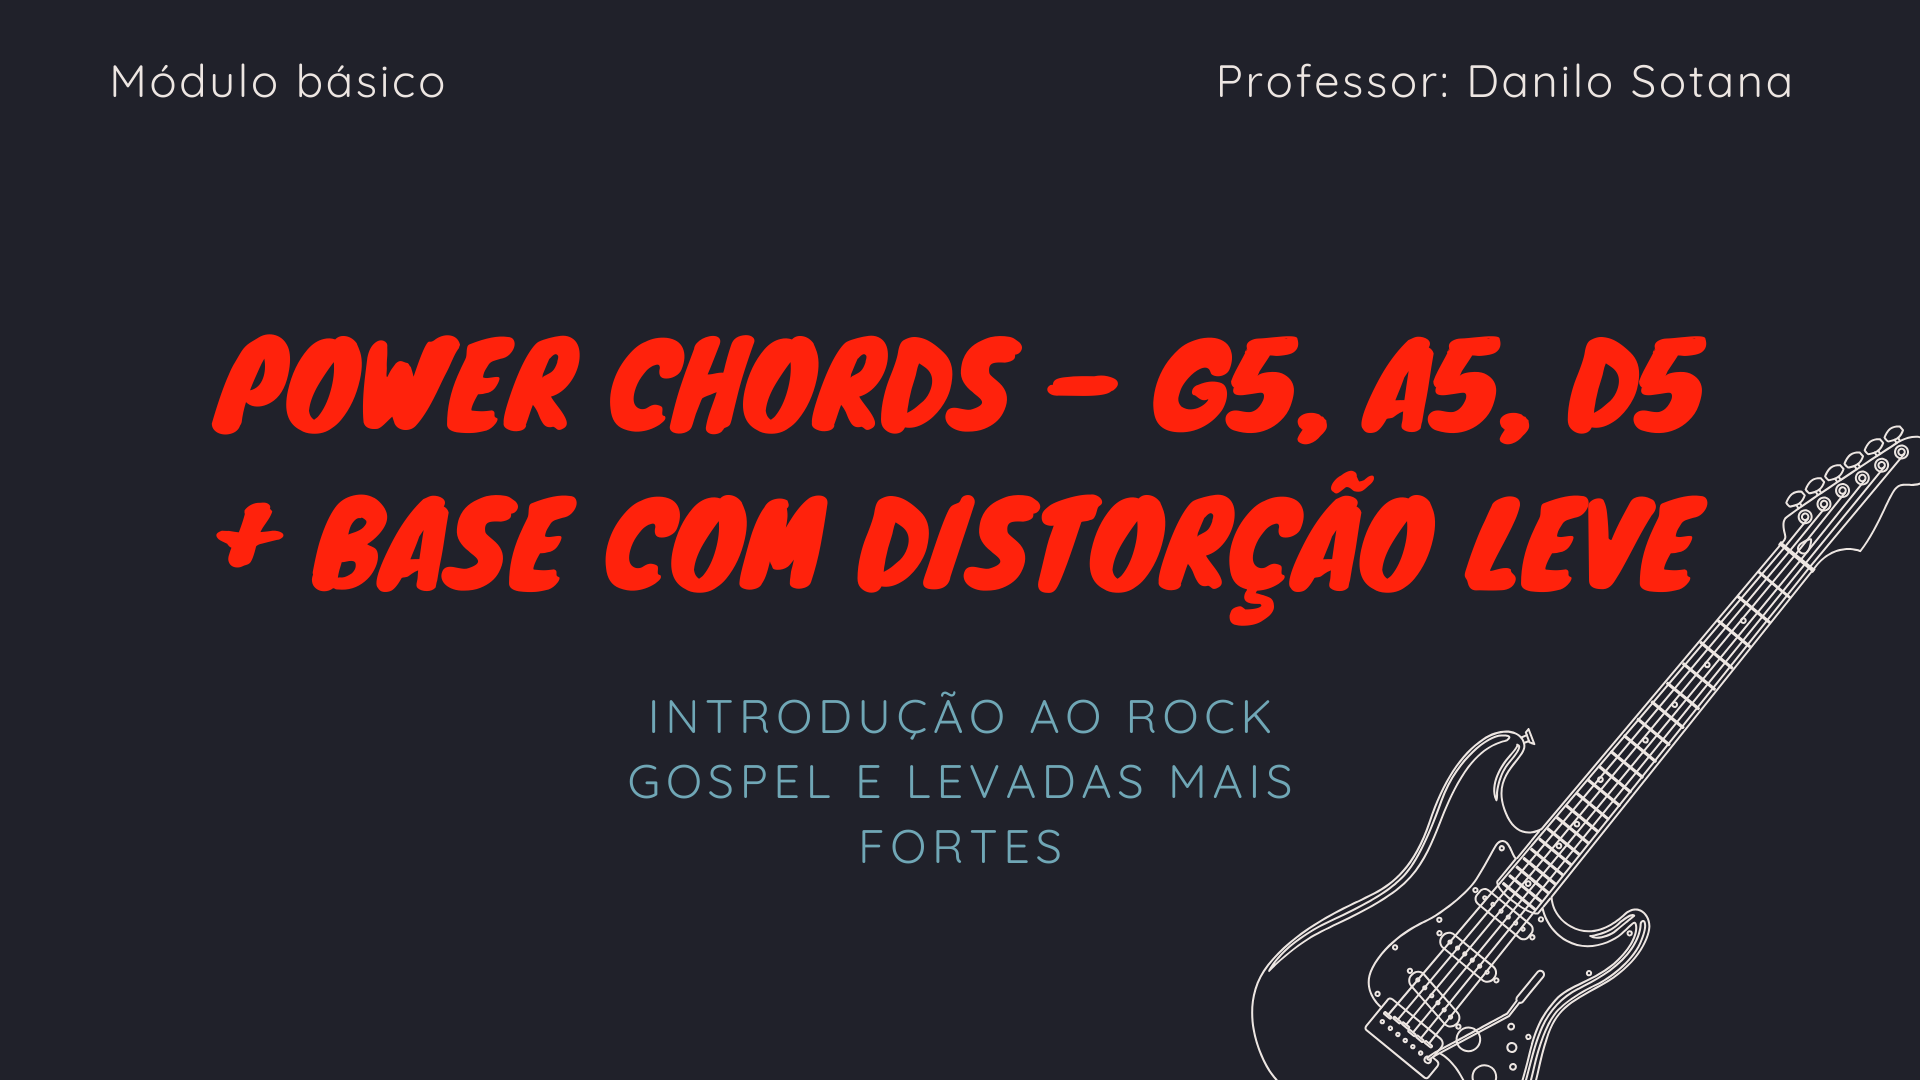 Módulo básico
Professor: Danilo Sotana
POWER CHORDS – G5, A5, D5
+ BASE COM DISTORÇÃO LEVE
INTRODUÇÃO AO ROCK
GOSPEL E LEVADAS MAIS
FORTES